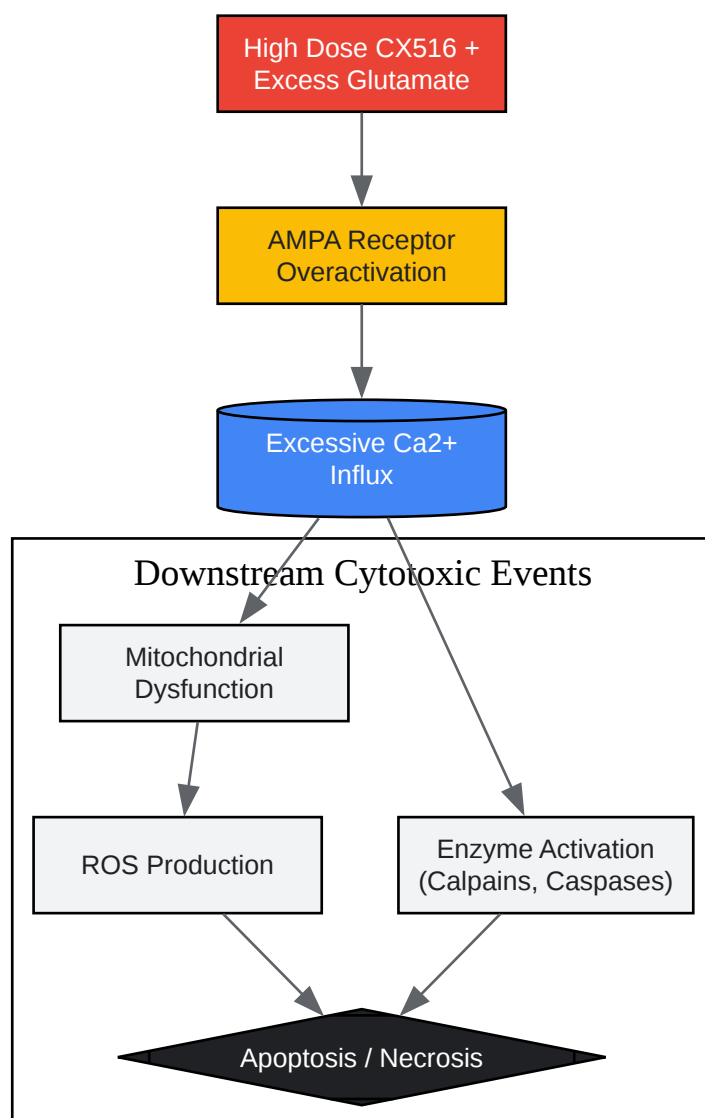 High Dose CX516 +
Excess Glutamate
AMPA Receptor
Overactivation
Excessive Ca2+
Influx
Downstream Cytotoxic Events
Mitochondrial
Dysfunction
ROS Production
Enzyme Activation
(Calpains, Caspases)
Apoptosis / Necrosis